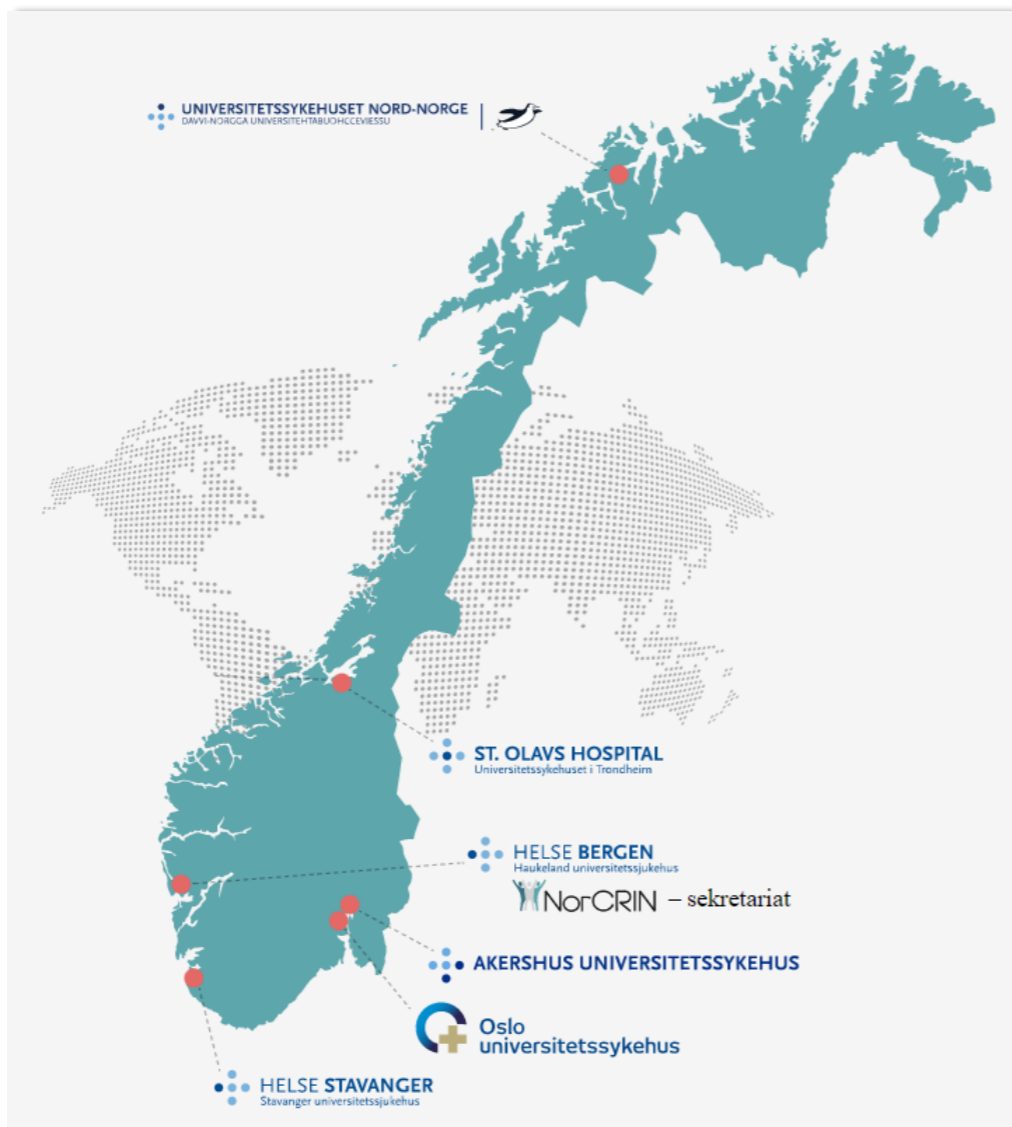 UNIVERSITETSSYKEHUSET NORD-NORGE
DAVVI-NORGGA UNIVERSITEHTABUOHCCEVIESSU
ST. OLAVS HOSPITAL
Universitetssykehuset i Trondheim
HELSE BERGEN
Haukeland universitetssjukehus
NorCRIN – sekretariat
AKERSHUS UNIVERSITETSSYKEHUS
Oslo
universitetssykehus
HELSE STAVANGER
Stavanger universitetssjukehus